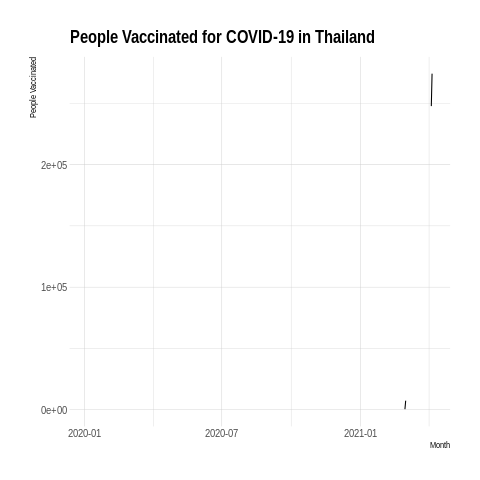 People Vaccinated for COVID-19 in Thailand
People Vaccinated
2e+05
1e+05
0e+00
2020-01
2020-07
2021-01
Month